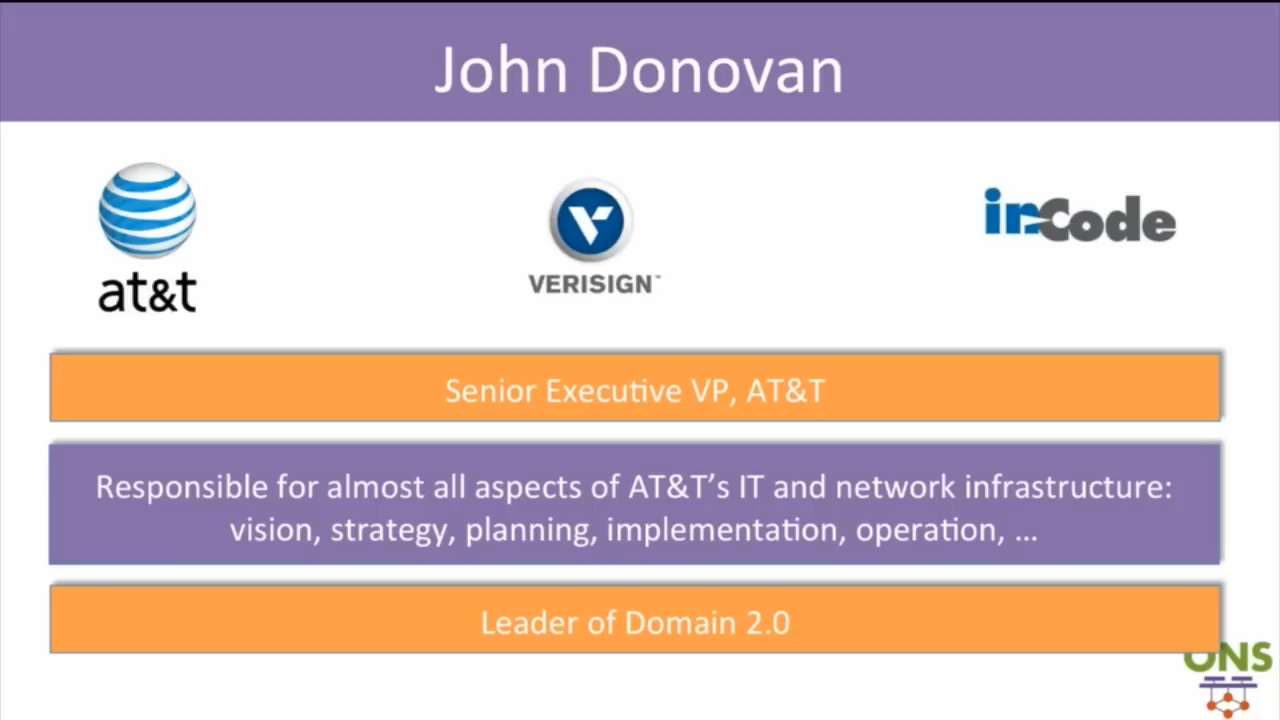 John Donovan
at&t
VERISIGN™
inCode
Senior Executive VP, AT&T
Responsible for almost all aspects of AT&T’s IT and network infrastructure:
vision, strategy, planning, implementation, operation, ...
Leader of Domain 2.0
ONS